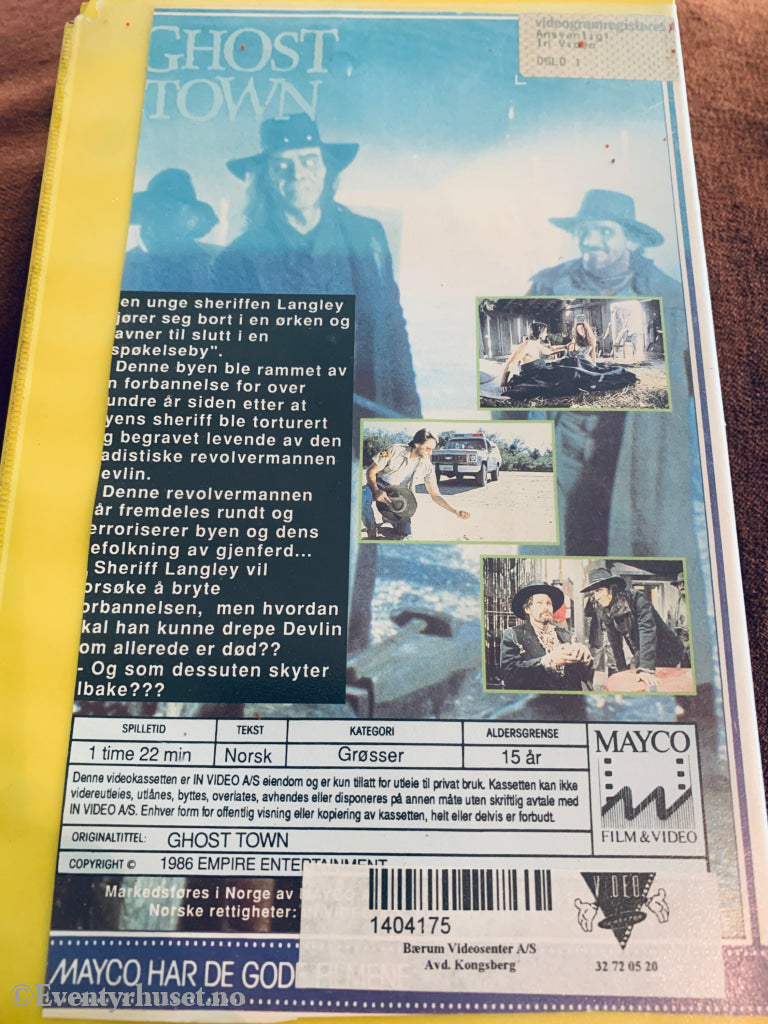 GHOST
TOWN
videogramregisteret
Ansvarlig:
In Video
OSLO 1
en unge sheriffen Langley
jører seg bort i en ørken og
avner til slutt i en
spøkelseby".
Denne byen ble rammet av
n forbannelse for over
undre år siden etter at
yens sheriff ble torturert
g begravet levende av den
adistiske revolvermannen
evlin.
Denne revolvermannen
år fremdeles rundt og
erroriserer byen og dens
efolkning av gjenferd...
Sheriff Langley vil
orsøke å bryte
orbannelsen, men hvordan
kal han kunne drepe Devlin
om allerede er død??
- Og som dessuten skyter
lbake???
SPILLETID TEKST KATEGORI ALDERSGRENSE
1 time 22 min Norsk Grøsser 15 år
MAYCO
FILM & VIDEO
Denne videokassetten er IN VIDEO A/S eiendom og er kun tillatt for utleie til privat bruk. Kassetten kan ikke
videreutleies, utlånes, byttes, overlates, avhendes eller disponeres på annen måte uten skriftlig avtale med
IN VIDEO A/S. Enhver form for offentlig visning eller kopiering av kassetten, helt eller delvis er forbudt.
ORIGINALTITTEL: GHOST TOWN
COPYRIGHT © 1986 EMPIRE ENTERTAINMENT
Markedsføres i Norge av
Norske rettigheter:
1404175
Bærum Videosenter A/S
Avd. Kongsberg
VIDEO
32 72 05 20
MAYCO HAR DE GODE FILMENE
©Eventyrhuset.no